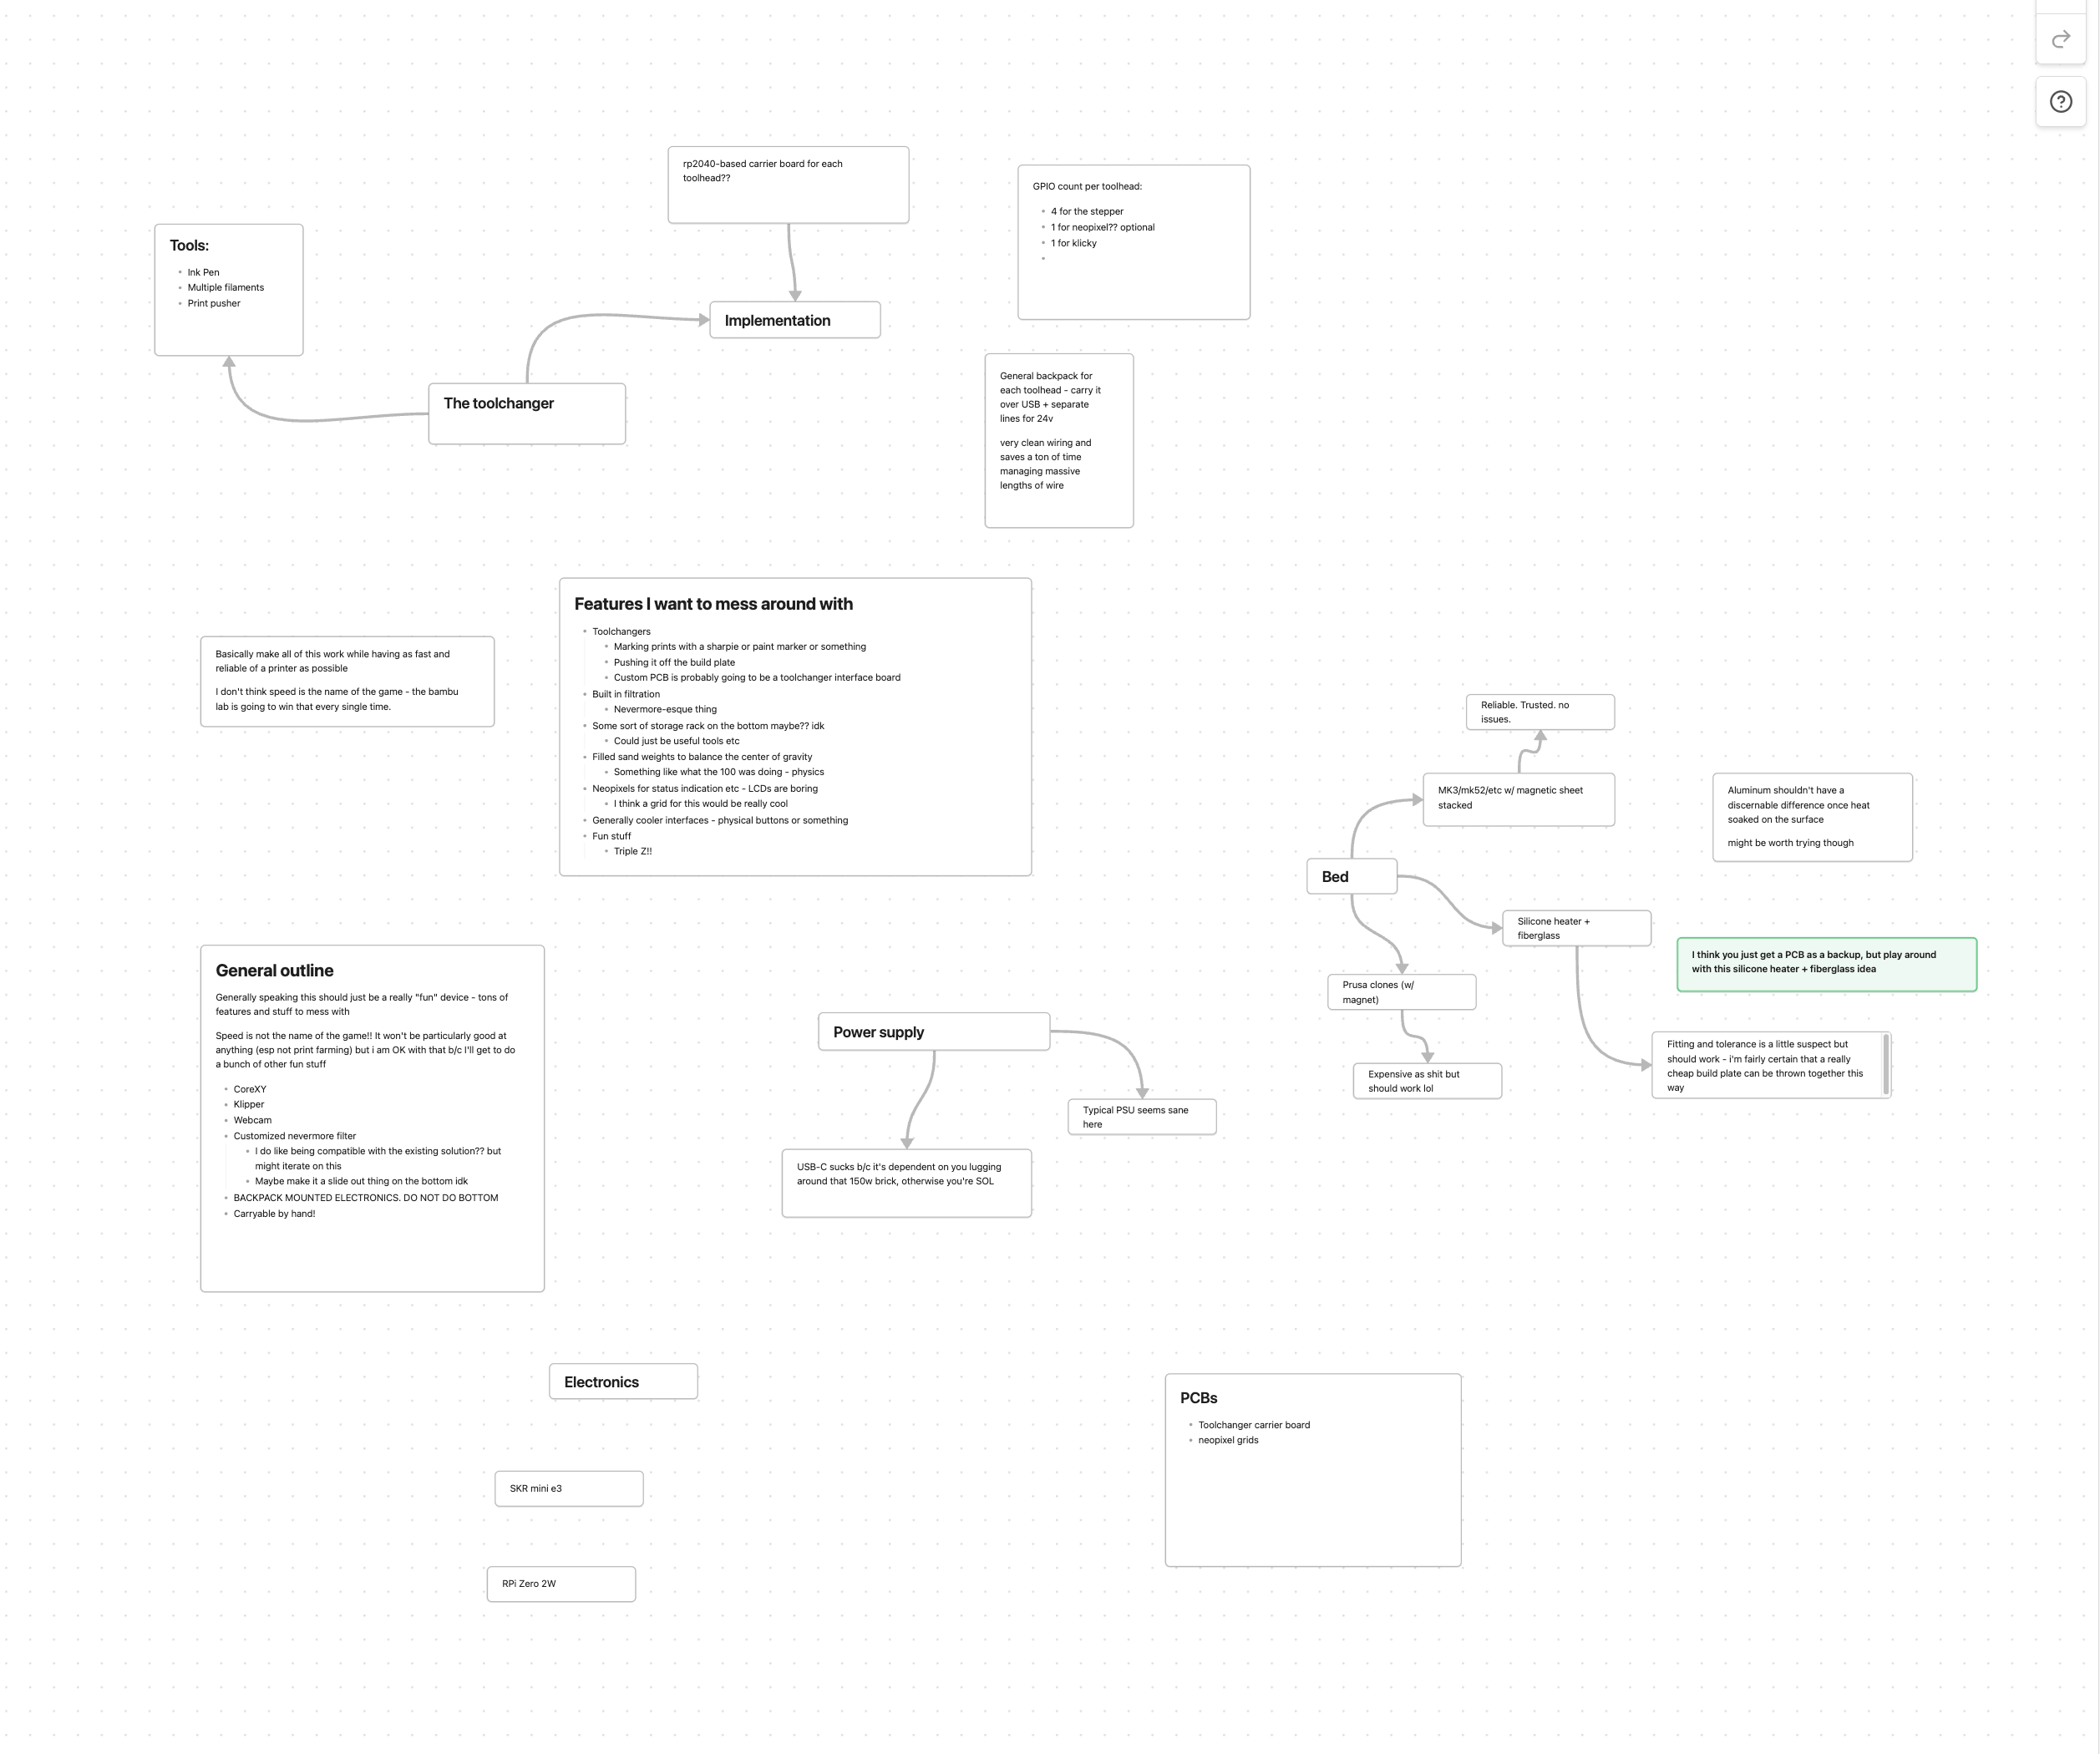 rp2040-based carrier board for each
toolhead??
GPIO count per toolhead:
4 for the stepper
1 for neopixel?? optional
1 for klicky
Tools:
Ink Pen
Multiple filaments
Print pusher
Implementation
The toolchanger
General backpack for
each toolhead - carry it
over USB + separate
lines for 24v
very clean wiring and
saves a ton of time
managing massive
lengths of wire
Features I want to mess around with
Toolchangers
Marking prints with a sharpie or paint marker or something
Pushing it off the build plate
Custom PCB is probably going to be a toolchanger interface board
Built in filtration
Nevermore-esque thing
Some sort of storage rack on the bottom maybe?? idk
Could just be useful tools etc
Filled sand weights to balance the center of gravity
Something like what the 100 was doing - physics
Neopixels for status indication etc - LCDs are boring
I think a grid for this would be really cool
Generally cooler interfaces - physical buttons or something
Fun stuff
Triple Z!!
Basically make all of this work while having as fast and
reliable of a printer as possible
I don't think speed is the name of the game - the bambu
lab is going to win that every single time.
Reliable. Trusted. no
issues.
MK3/mk52/etc w/ magnetic sheet
stacked
Aluminum shouldn't have a
discernable difference once heat
soaked on the surface
might be worth trying though
Bed
Silicone heater +
fiberglass
I think you just get a PCB as a backup, but play around
with this silicone heater + fiberglass idea
Prusa clones (w/
magnet)
Expensive as shit but
should work lol
Fitting and tolerance is a little suspect but
should work - i'm fairly certain that a really
cheap build plate can be thrown together this
way
General outline
Generally speaking this should just be a really "fun" device - tons of
features and stuff to mess with
Speed is not the name of the game!! It won't be particularly good at
anything (esp not print farming) but i am OK with that b/c I'll get to do
a bunch of other fun stuff
CoreXY
Klipper
Webcam
Customized nevermore filter
I do like being compatible with the existing solution?? but
might iterate on this
Maybe make it a slide out thing on the bottom idk
BACKPACK MOUNTED ELECTRONICS. DO NOT DO BOTTOM
Carryable by hand!
Power supply
Typical PSU seems sane
here
USB-C sucks b/c it's dependent on you lugging
around that 150w brick, otherwise you're SOL
Electronics
SKR mini e3
RPi Zero 2W
PCBs
Toolchanger carrier board
neopixel grids